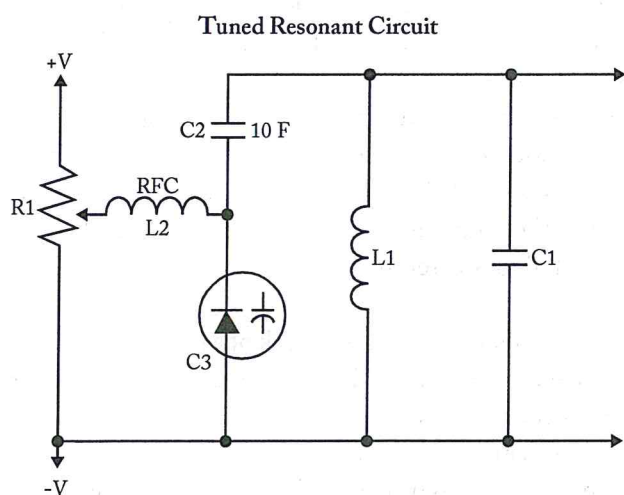 Tuned Resonant Circuit
+V
C2 10 F
RFC
R1
L2
L1
C1
C3
-V